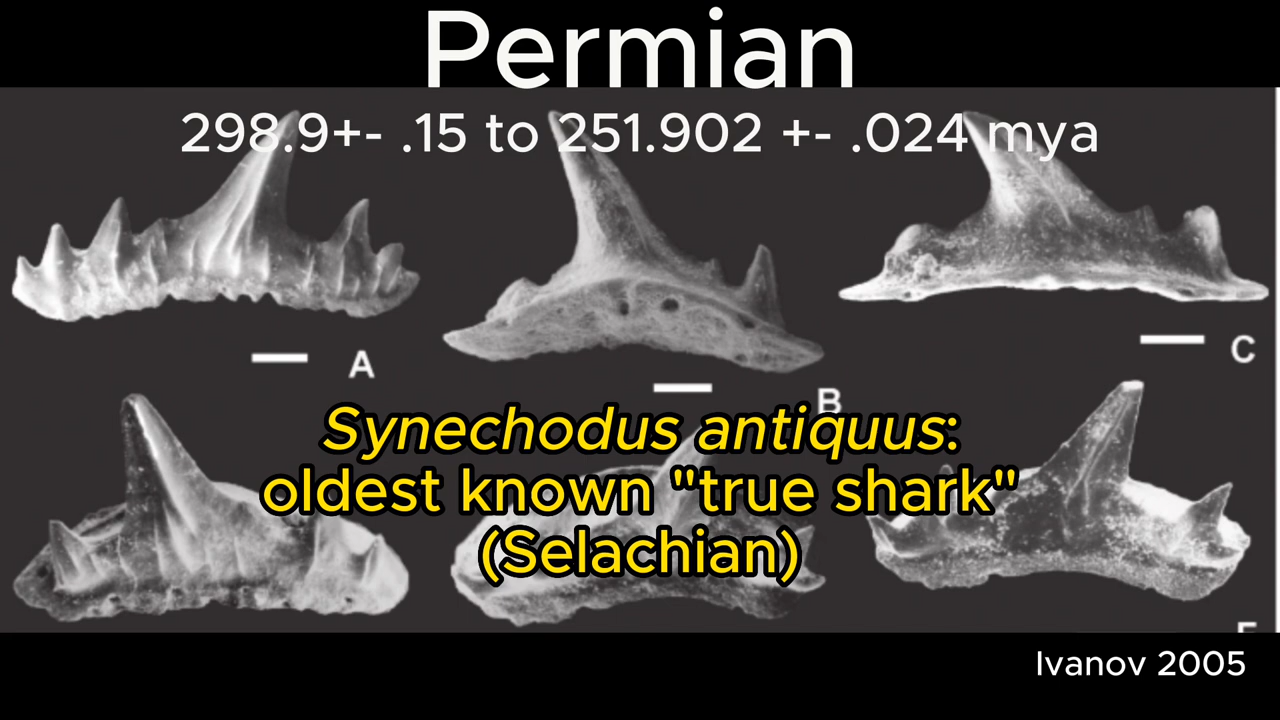 Permian
298.9+- .15 to 251.902 +- .024 mya
A
B
C
Synechodus antiquus:
oldest known "true shark"
(Selachian)
Ivanov 2005